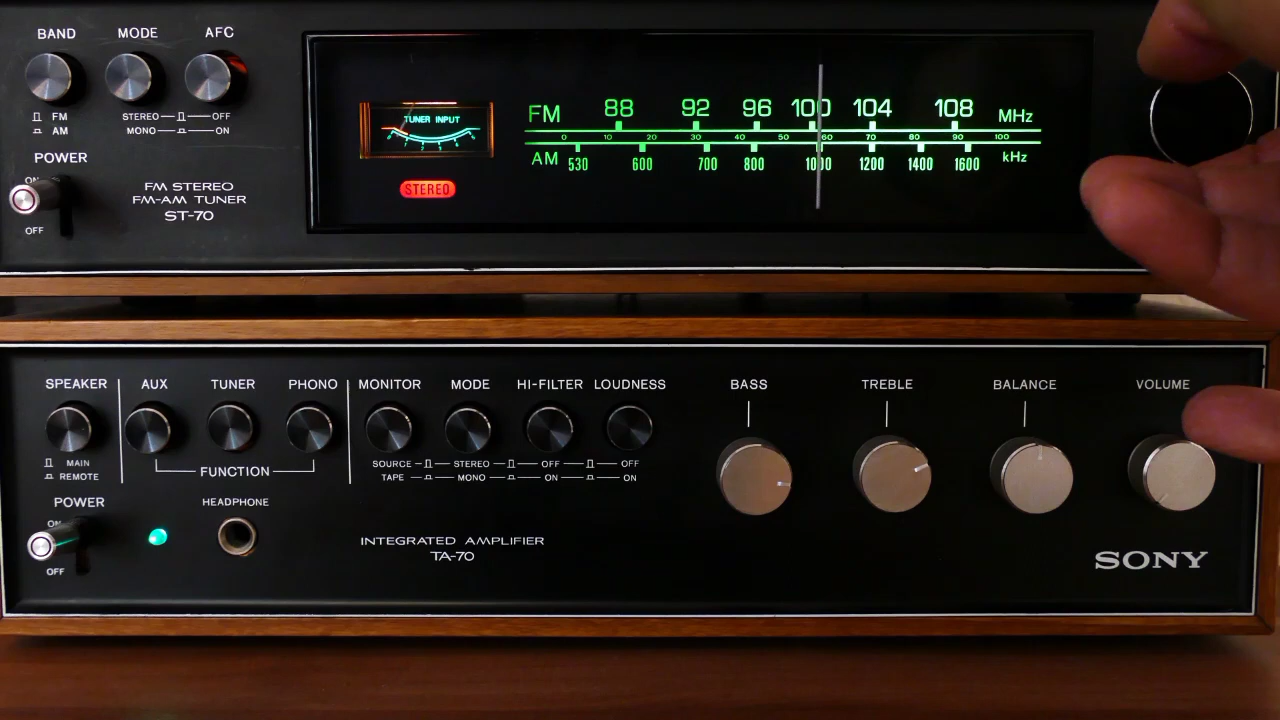 BAND MODE AFC
FM STEREO OFF
AM MONO ON
POWER
ON
OFF
FM STEREO
FM-AM TUNER
ST-70
TUNER INPUT
STEREO
FM 88 92 96 100 104 108 MHz
0 10 20 30 40 50 60 70 80 90 100
AM 530 600 700 800 1000 1200 1400 1600 kHz
SPEAKER AUX TUNER PHONO MONITOR MODE HI-FILTER LOUDNESS BASS TREBLE BALANCE VOLUME
MAIN
REMOTE
FUNCTION
SOURCE STEREO OFF OFF
TAPE MONO ON ON
POWER
ON
OFF
HEADPHONE
INTEGRATED AMPLIFIER
TA-70
SONY